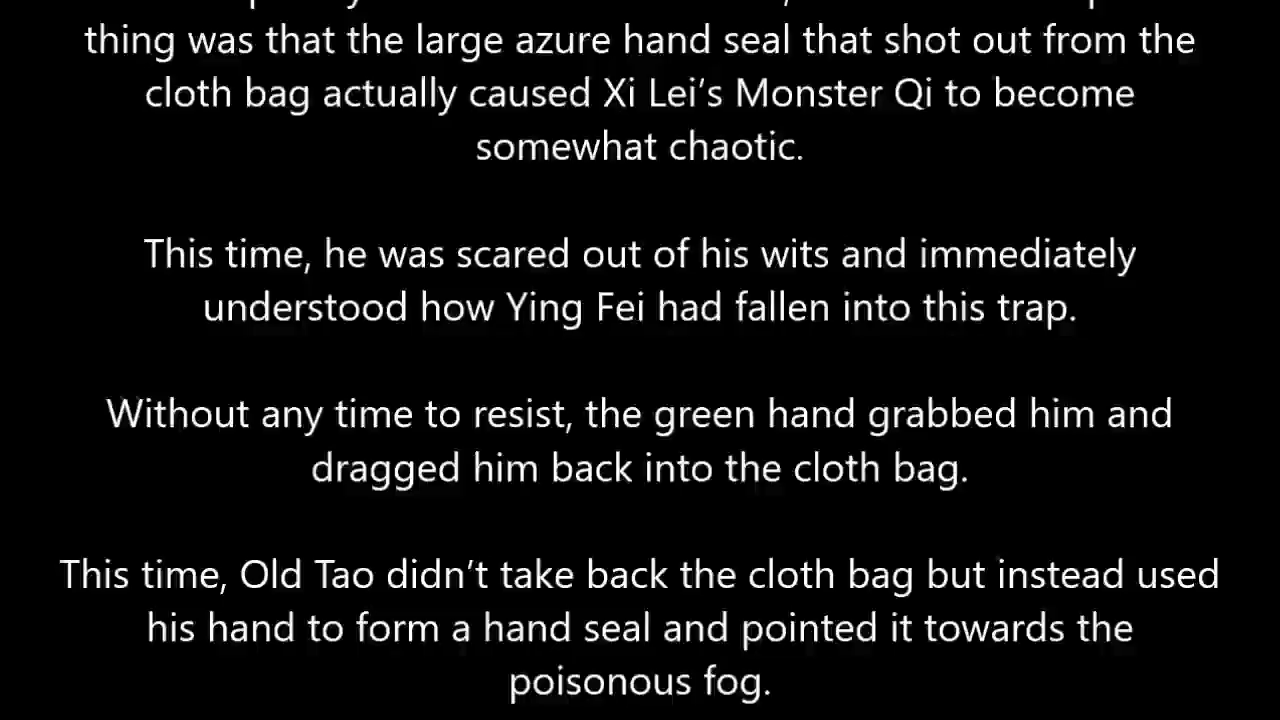 thing was that the large azure hand seal that shot out from the
cloth bag actually caused Xi Lei’s Monster Qi to become
somewhat chaotic.
This time, he was scared out of his wits and immediately
understood how Ying Fei had fallen into this trap.
Without any time to resist, the green hand grabbed him and
dragged him back into the cloth bag.
This time, Old Tao didn’t take back the cloth bag but instead used
his hand to form a hand seal and pointed it towards the
poisonous fog.